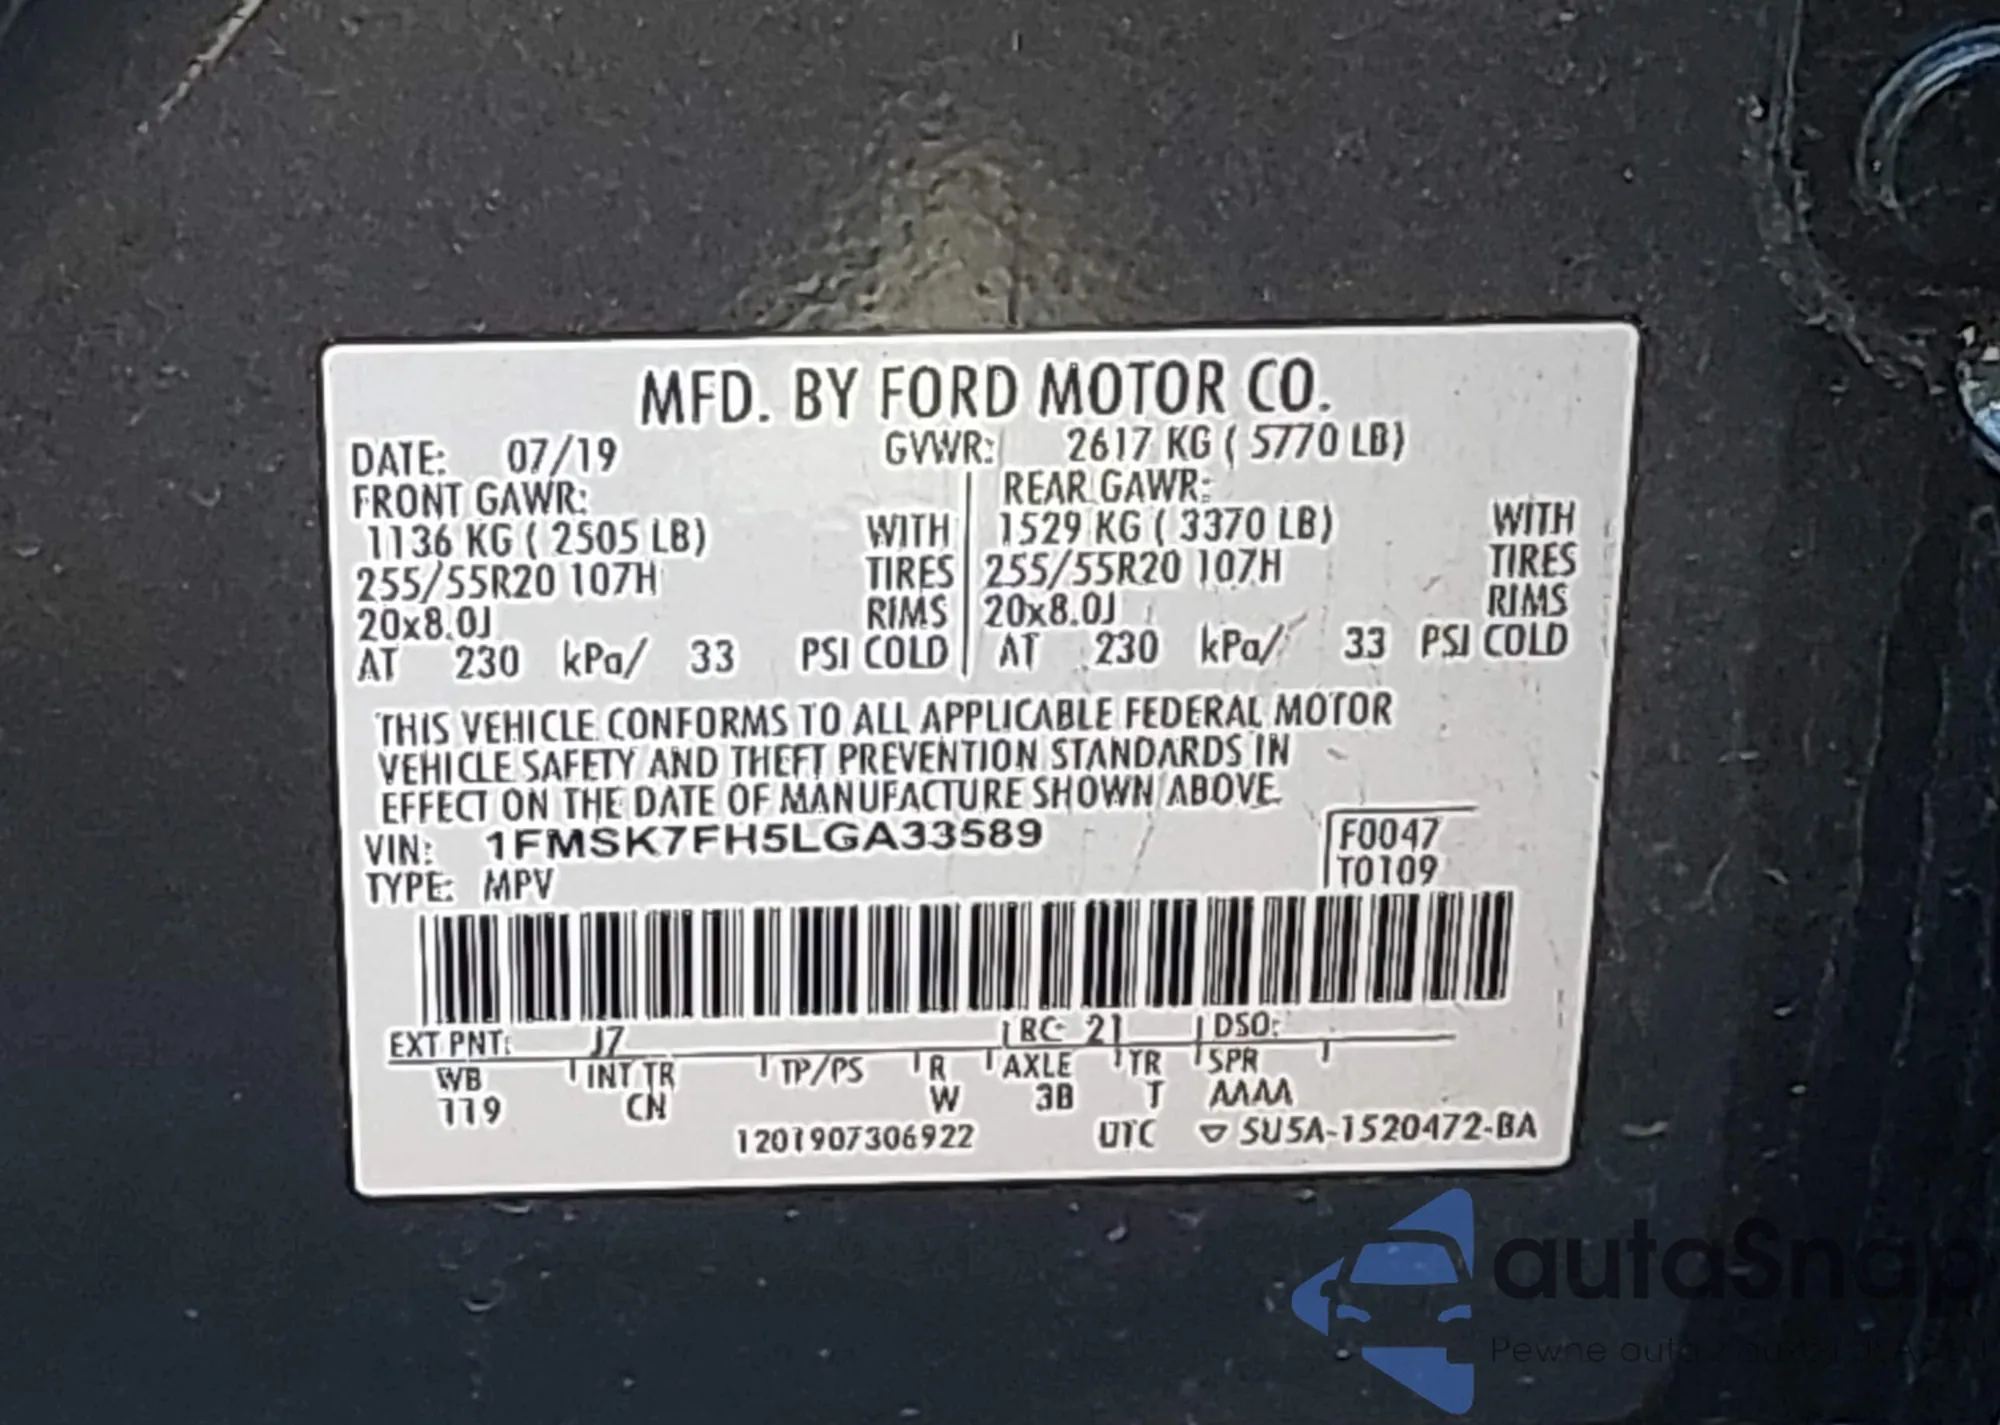 MFD. BY FORD MOTOR CO.
DATE: 07/19 GVWR: 2617 KG ( 5770 LB)
FRONT GAWR: REAR GAWR:
1136 KG ( 2505 LB) WITH 1529 KG ( 3370 LB) WITH
255/55R20 107H TIRES 255/55R20 107H TIRES
20x8.0J RIMS 20x8.0J RIMS
AT 230 kPa/ 33 PSI COLD AT 230 kPa/ 33 PSI COLD
THIS VEHICLE CONFORMS TO ALL APPLICABLE FEDERAL MOTOR
VEHICLE SAFETY AND THEFT PREVENTION STANDARDS IN
EFFECT ON THE DATE OF MANUFACTURE SHOWN ABOVE.
VIN: 1FMSK7FH5LGA33589 F0047
TYPE: MPV T0109
EXT PNT: J7 RC: 21 DSO:
WB INT TR TP/PS R AXLE TR SPR
119 CN W 3B T AAAA
1201907306922 UTC ▽ 5U5A-1520472-BA
autaSnap
Pewne auta z